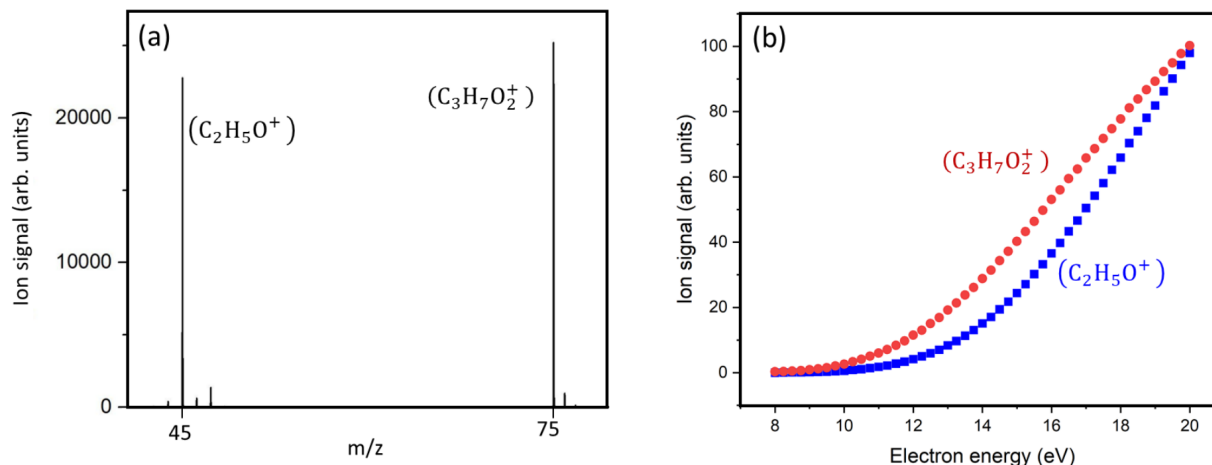 (a)
Ion signal (arb. units)
20000
10000
0
(C₂H₅O⁺)
(C₃H₇O₂⁺)
45
75
m/z
(b)
Ion signal (arb. units)
100
80
60
40
20
0
(C₃H₇O₂⁺)
(C₂H₅O⁺)
8 10 12 14 16 18 20
Electron energy (eV)